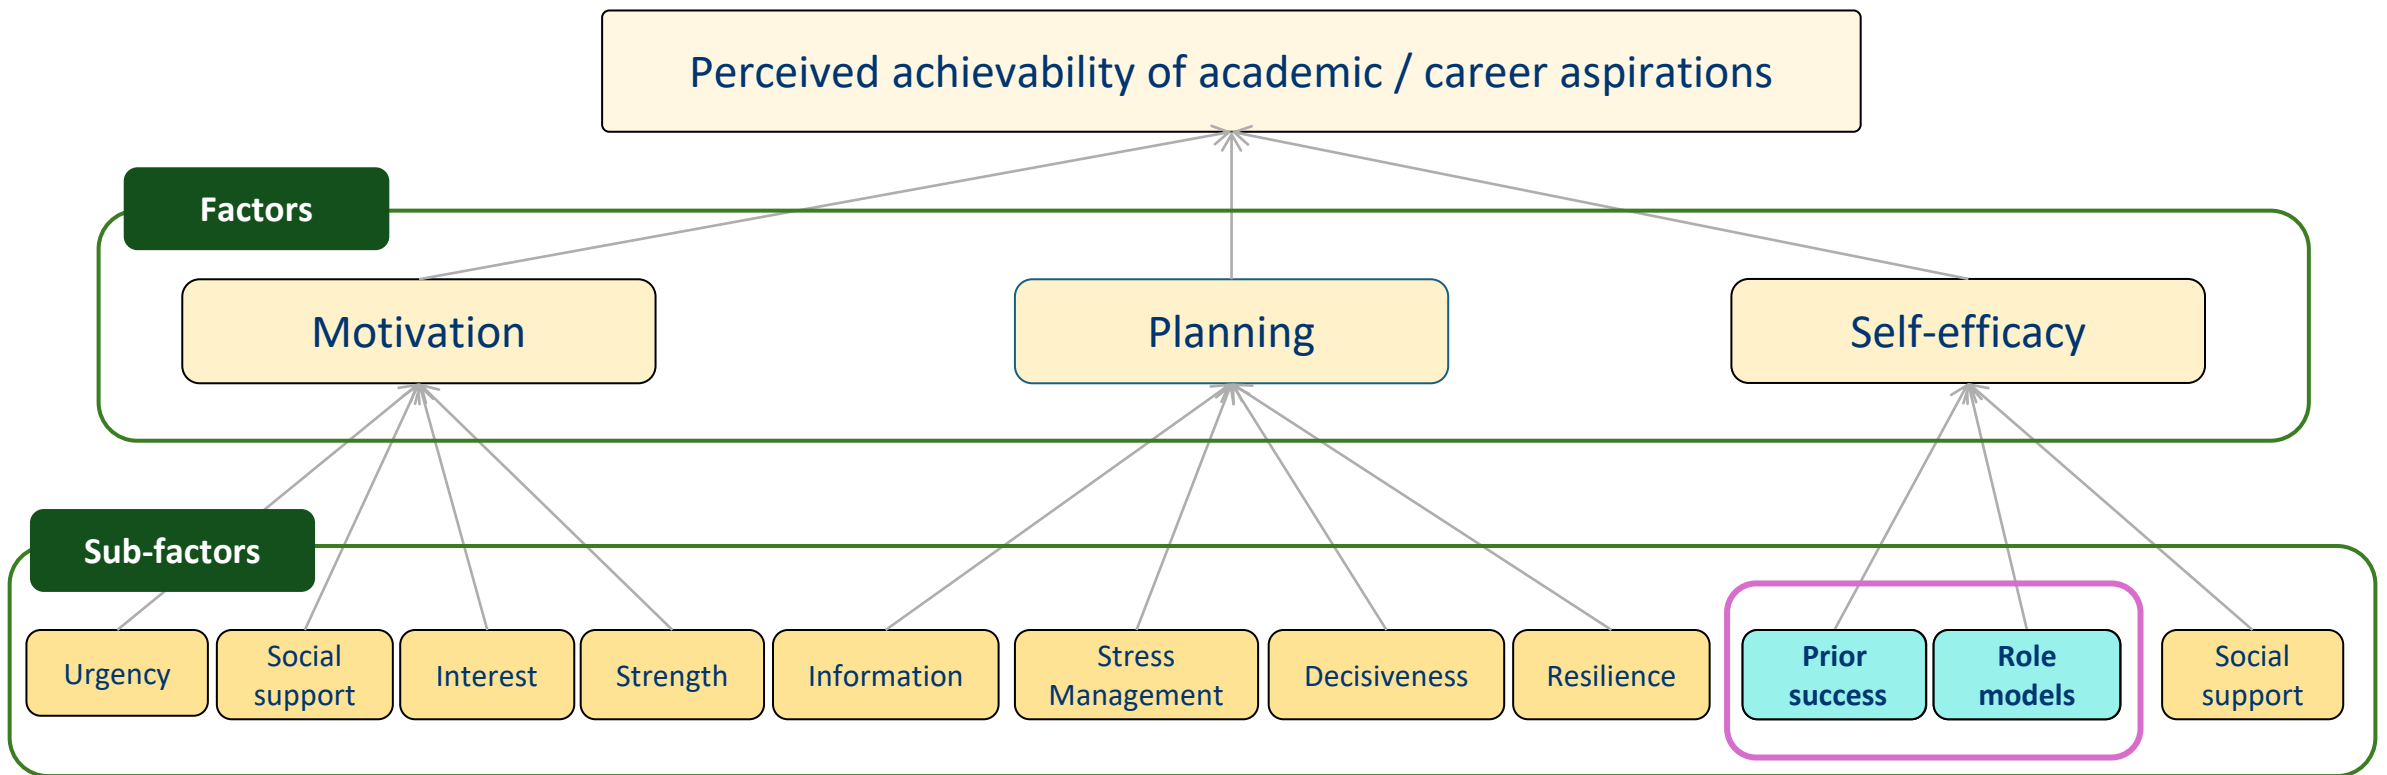 Perceived achievability of academic / career aspirations
Factors
Motivation
Planning
Self-efficacy
Sub-factors
Urgency
Social
support
Interest
Strength
Information
Stress
Management
Decisiveness
Resilience
Prior
success
Role
models
Social
support